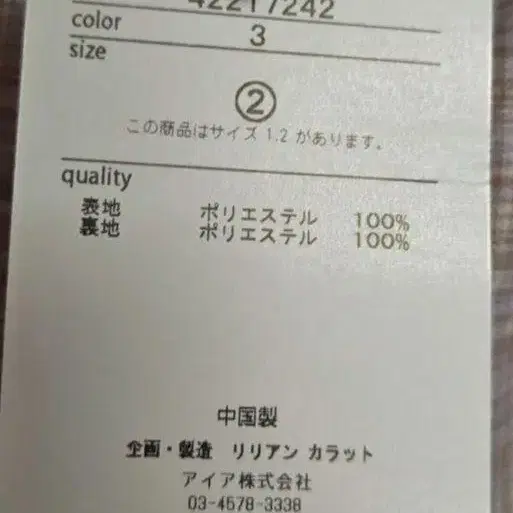 42217242
color 3
size
②
この商品はサイズ 1.2 があります。
quality
表地 ポリエステル 100%
裏地 ポリエステル 100%
中国製
企画・製造 リリアン カラット
アイア株式会社
03-4578-3338